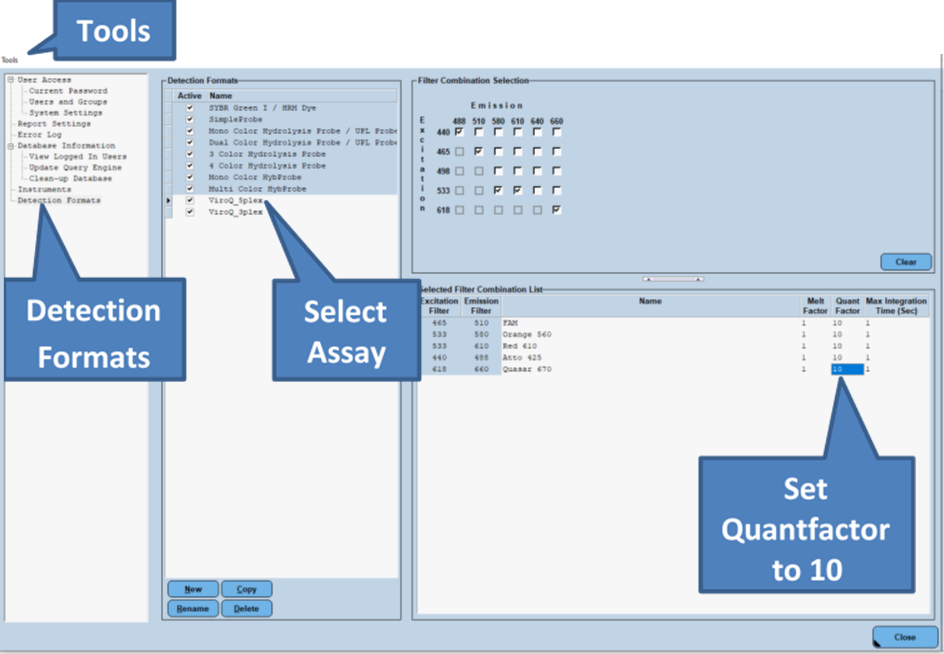 Tools
Tools
User Access
Current Password
Users and Groups
System Settings
Report Settings
Error Log
Database Information
View Logged In Users
Update Query Engine
Clean-up Database
Instruments
Detection Formats
Detection Formats
Active Name
SYBR Green I / HRM Dye
SimpleProbe
Mono Color Hydrolysis Probe / UPL Probe
Dual Color Hydrolysis Probe / UPL Probe
3 Color Hydrolysis Probe
4 Color Hydrolysis Probe
Mono Color HybProbe
Multi Color HybProbe
ViroQ_5plex
ViroQ_3plex
New Copy
Rename Delete
Filter Combination Selection
Emission
488 510 580 610 640 660
Excitation
440
465
498
533
618
Clear
Selected Filter Combination List
Excitation Filter Emission Filter Name Melt Factor Quant Factor Max Integration Time (Sec)
465 510 FAM 1 10 1
533 580 Orange 560 1 10 1
533 610 Red 610 1 10 1
440 488 Atto 425 1 10 1
618 660 Quasar 670 1 10 1
Detection
Formats
Select
Assay
Set
Quantfactor
to 10
Close